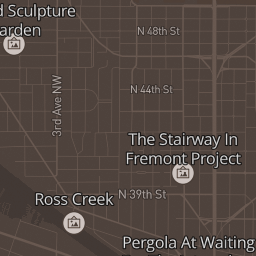 d Sculpture
arden
N 48th St
3rd Ave NW
N 44th St
The Stairway In
Fremont Project
Ross Creek
N 39th St
Pergola At Waiting